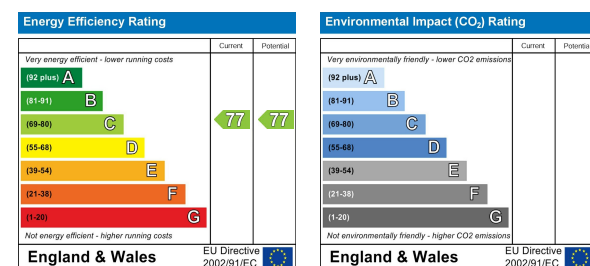 Energy Efficiency Rating
Current Potential
Very energy efficient - lower running costs
(92 plus) A
(81-91) B
(69-80) C 77 77
(55-68) D
(39-54) E
(21-38) F
(1-20) G
Not energy efficient - higher running costs
England & Wales EU Directive
2002/91/EC
Environmental Impact (CO₂) Rating
Current Potentia
Very environmentally friendly - lower CO2 emissions
(92 plus) A
(81-91) B
(69-80) C
(55-68) D
(39-54) E
(21-38) F
(1-20) G
Not environmentally friendly - higher CO2 emissions
England & Wales EU Directive
2002/91/EC